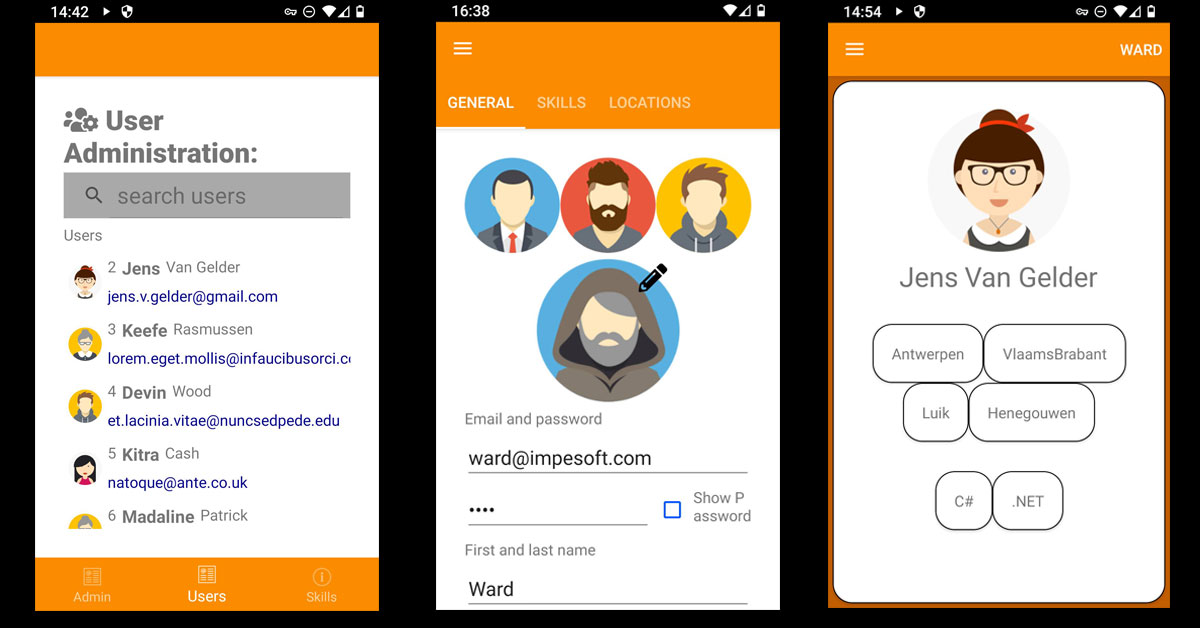 14:42
User
Administration:
search users
Users
2 Jens Van Gelder
jens.v.gelder@gmail.com
3 Keefe Rasmussen
lorem.eget.mollis@infaucibusorci.c
4 Devin Wood
et.lacinia.vitae@nuncsedpede.edu
5 Kitra Cash
natoque@ante.co.uk
6 Madaline Patrick
Admin
Users
Skills
16:38
GENERAL SKILLS LOCATIONS
Email and password
ward@impesoft.com
••••
Show P
assword
First and last name
Ward
14:54
WARD
Jens Van Gelder
Antwerpen
VlaamsBrabant
Luik
Henegouwen
C#
.NET